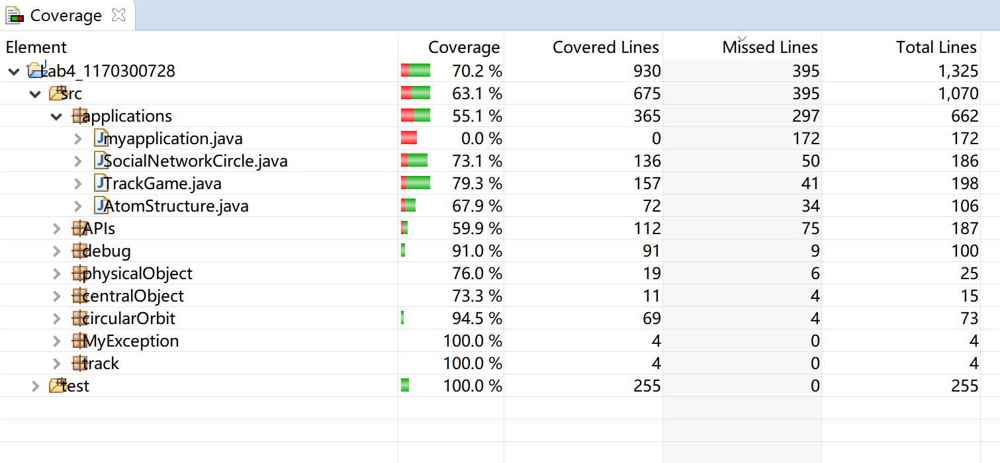 Coverage
Element Coverage Covered Lines Missed Lines Total Lines
Lab4_1170300728 70.2 % 930 395 1,325
src 63.1 % 675 395 1,070
applications 55.1 % 365 297 662
myapplication.java 0.0 % 0 172 172
SocialNetworkCircle.java 73.1 % 136 50 186
TrackGame.java 79.3 % 157 41 198
AtomStructure.java 67.9 % 72 34 106
APIs 59.9 % 112 75 187
debug 91.0 % 91 9 100
physicalObject 76.0 % 19 6 25
centralObject 73.3 % 11 4 15
circularOrbit 94.5 % 69 4 73
MyException 100.0 % 4 0 4
track 100.0 % 4 0 4
test 100.0 % 255 0 255